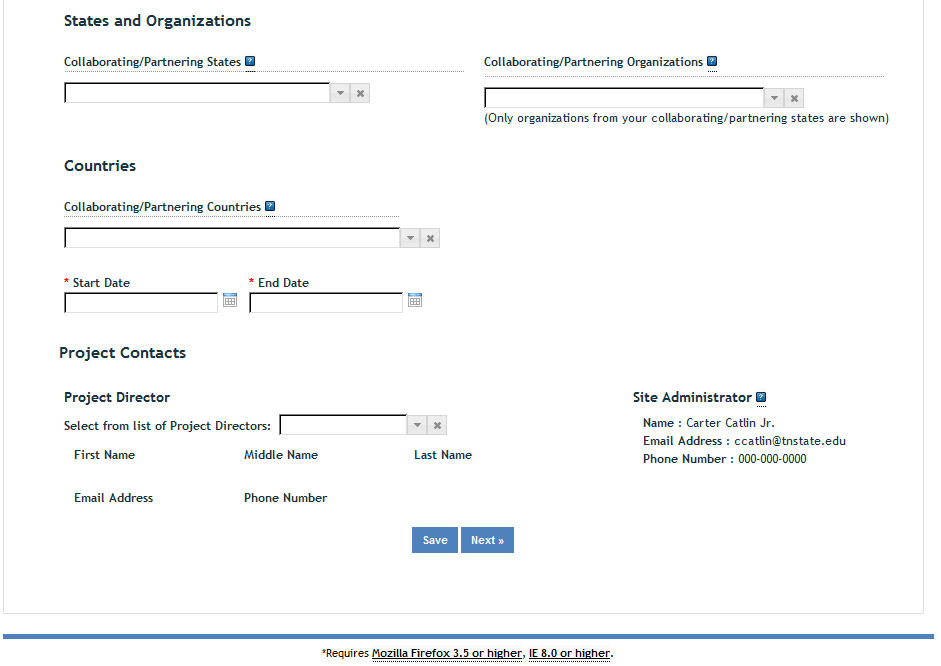 States and Organizations
Collaborating/Partnering States ?
Collaborating/Partnering Organizations ?
(Only organizations from your collaborating/partnering states are shown)
Countries
Collaborating/Partnering Countries ?
* Start Date
* End Date
Project Contacts
Project Director
Select from list of Project Directors:
First Name
Middle Name
Last Name
Email Address
Phone Number
Site Administrator ?
Name : Carter Catlin Jr.
Email Address : ccatlin@tnstate.edu
Phone Number : 000-000-0000
Save
Next »
*Requires Mozilla Firefox 3.5 or higher, IE 8.0 or higher.